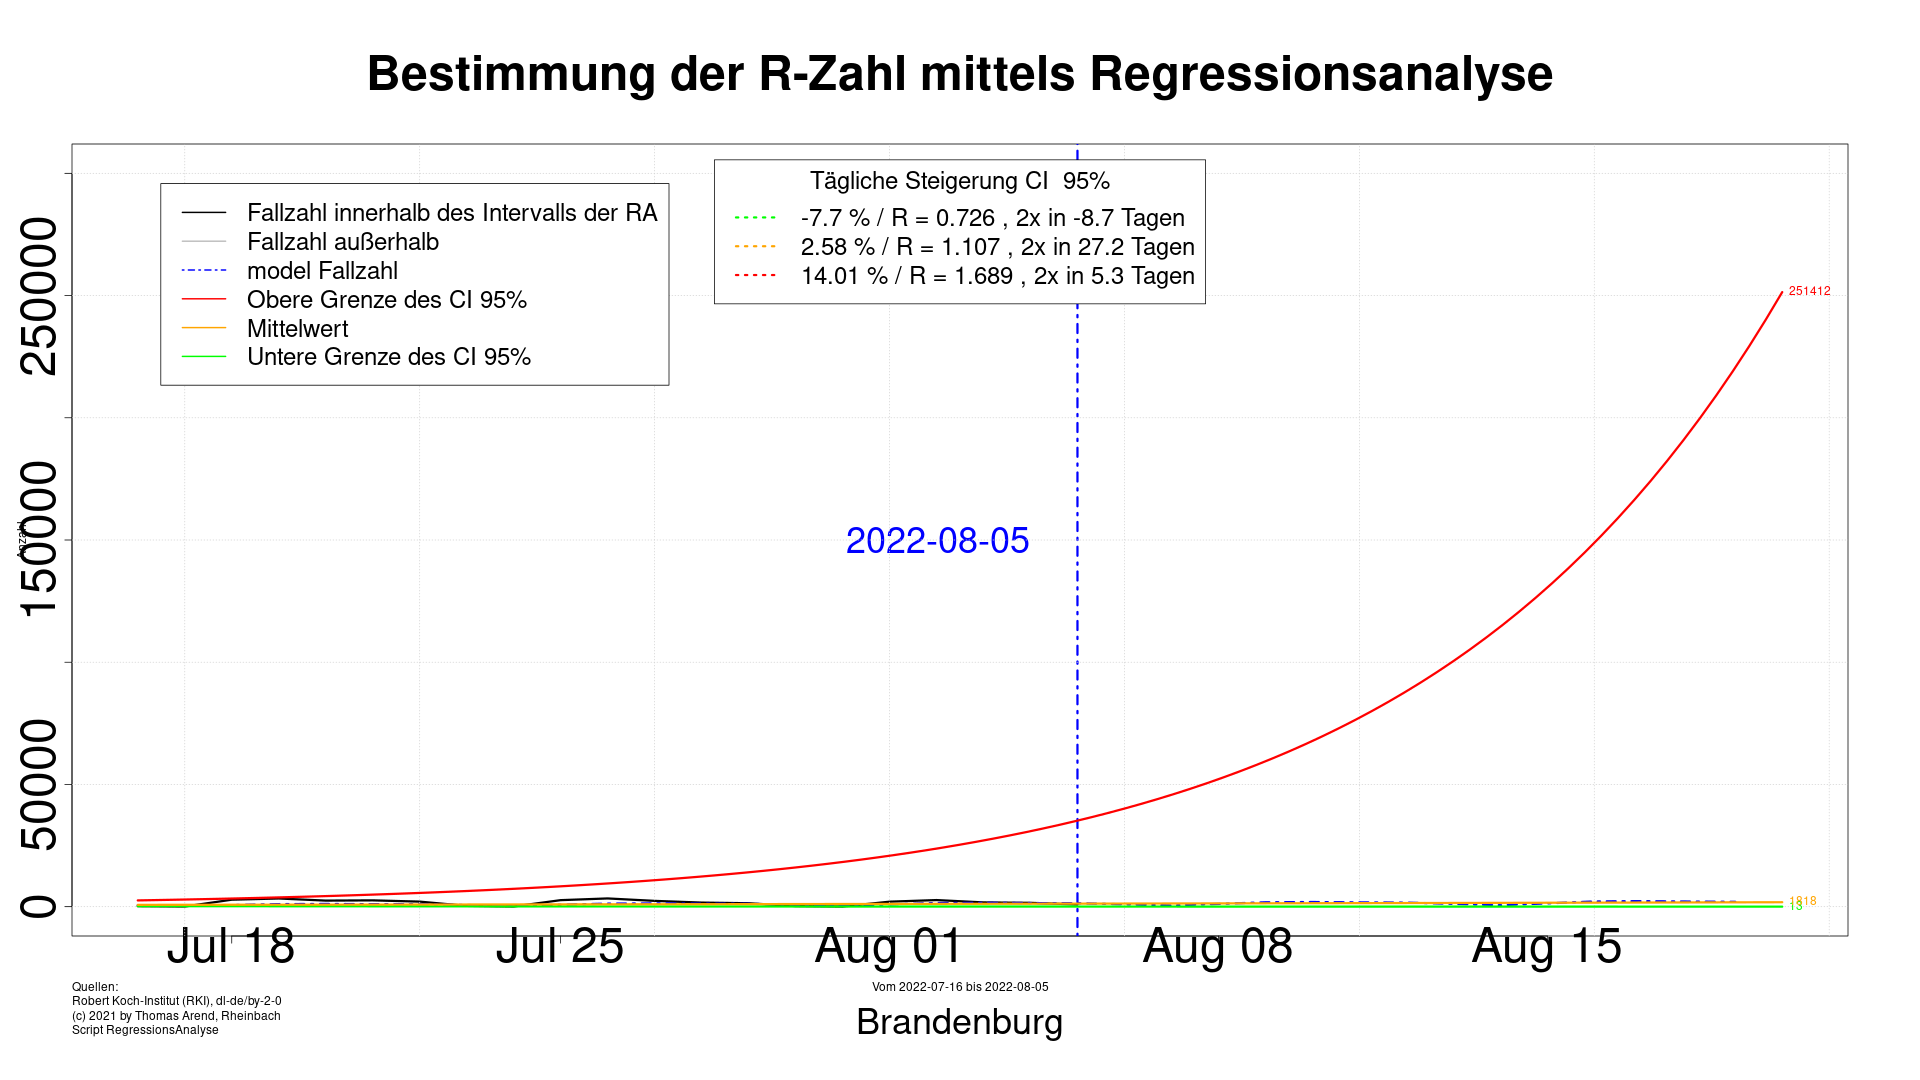 Bestimmung der R-Zahl mittels Regressionsanalyse
Fallzahl innerhalb des Intervalls der RA
Fallzahl außerhalb
model Fallzahl
Obere Grenze des CI 95%
Mittelwert
Untere Grenze des CI 95%
Tägliche Steigerung CI  95%
-7.7 % / R = 0.726 , 2x in -8.7 Tagen
2.58 % / R = 1.107 , 2x in 27.2 Tagen
14.01 % / R = 1.689 , 2x in 5.3 Tagen
251412
250000
150000
50000
0
Anzahl
2022-08-05
1818
13
Jul 18
Jul 25
Aug 01
Aug 08
Aug 15
Quellen:
Robert Koch-Institut (RKI), dl-de/by-2-0
(c) 2021 by Thomas Arend, Rheinbach
Script RegressionsAnalyse
Vom 2022-07-16 bis 2022-08-05
Brandenburg